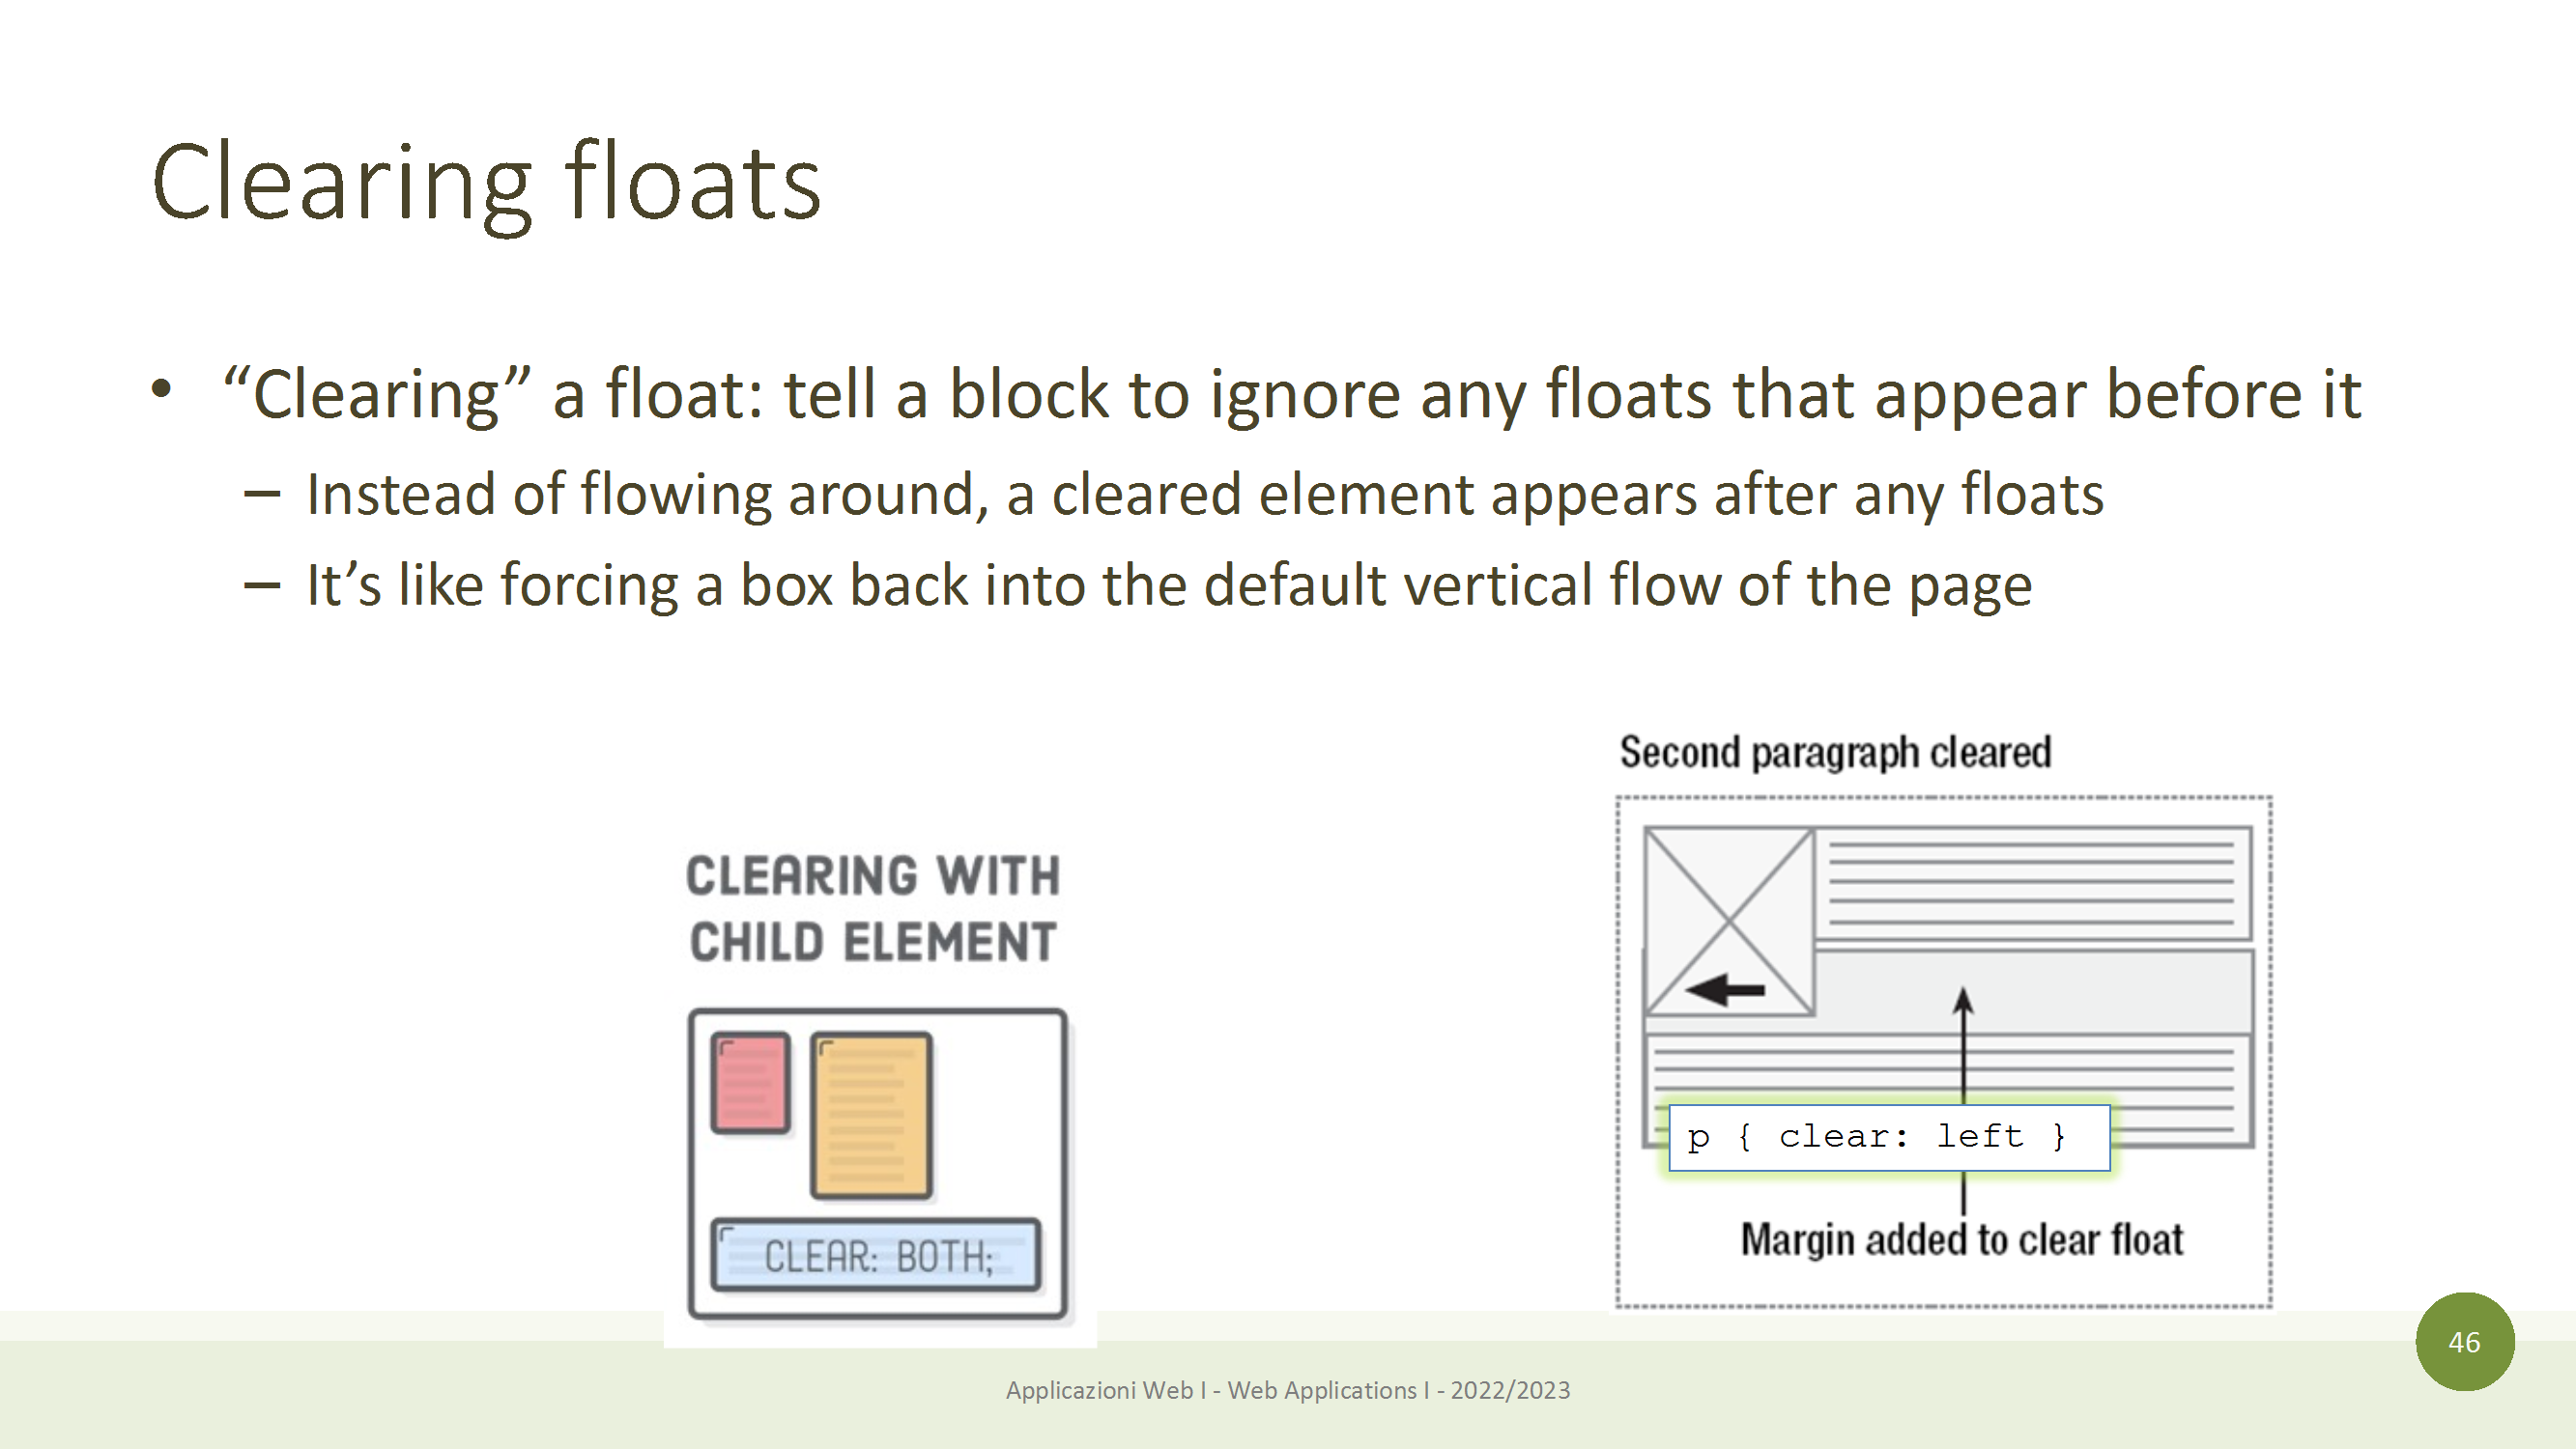 Clearing floats
• “Clearing” a float: tell a block to ignore any floats that appear before it
– Instead of flowing around, a cleared element appears after any floats
– It’s like forcing a box back into the default vertical flow of the page
CLEARING WITH
CHILD ELEMENT
CLEAR: BOTH;
Second paragraph cleared
p { clear: left }
Margin added to clear float
Applicazioni Web I - Web Applications I - 2022/2023
46